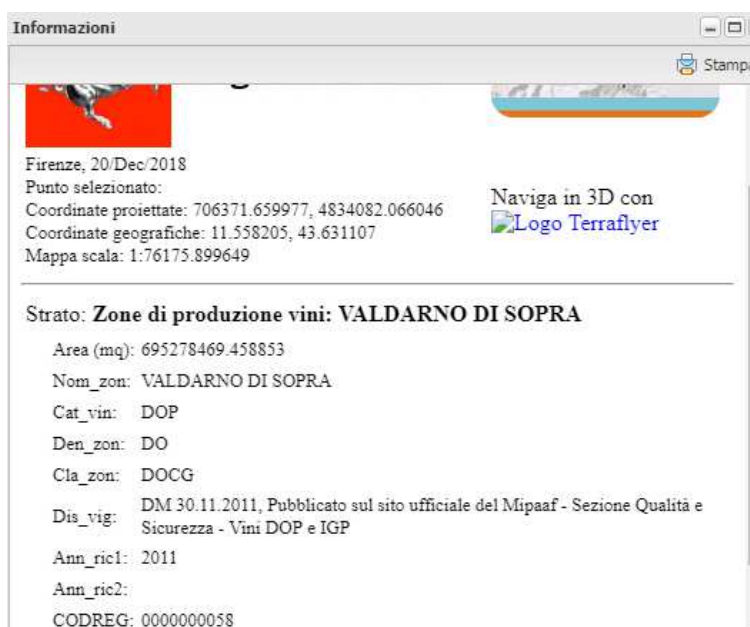 Informazioni
Stampa
Firenze, 20/Dec/2018
Punto selezionato:
Coordinate proiettate: 706371.659977, 4834082.066046
Coordinate geografiche: 11.558205, 43.631107
Mappa scala: 1:76175.899649
Naviga in 3D con
Logo Terraflyer
Strato: Zone di produzione vini: VALDARNO DI SOPRA
Area (mq): 695278469.458853
Nom_zon: VALDARNO DI SOPRA
Cat_vin: DOP
Den_zon: DO
Cla_zon: DOCG
Dis_vig: DM 30.11.2011, Pubblicato sul sito ufficiale del Mipaaf - Sezione Qualità e
Sicurezza - Vini DOP e IGP
Ann_ric1: 2011
Ann_ric2:
CODREG: 0000000058